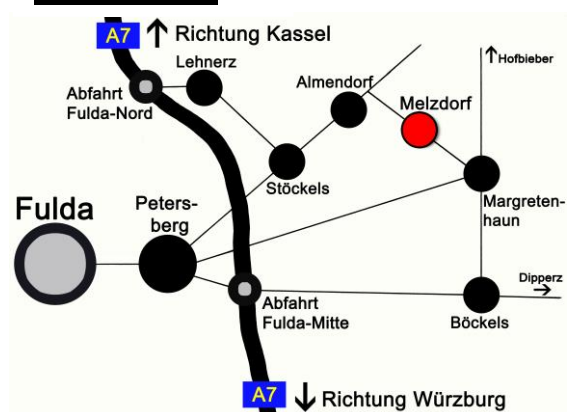 A7 ↑ Richtung Kassel
Lehnerz
Hofbieber
Almendorf
Abfahrt
Fulda-Nord
Melzdorf
Stöckels
Fulda
Peters-
berg
Margreten-
haun
Dipperz
Abfahrt
Fulda-Mitte
Böckels
A7 ↓ Richtung Würzburg